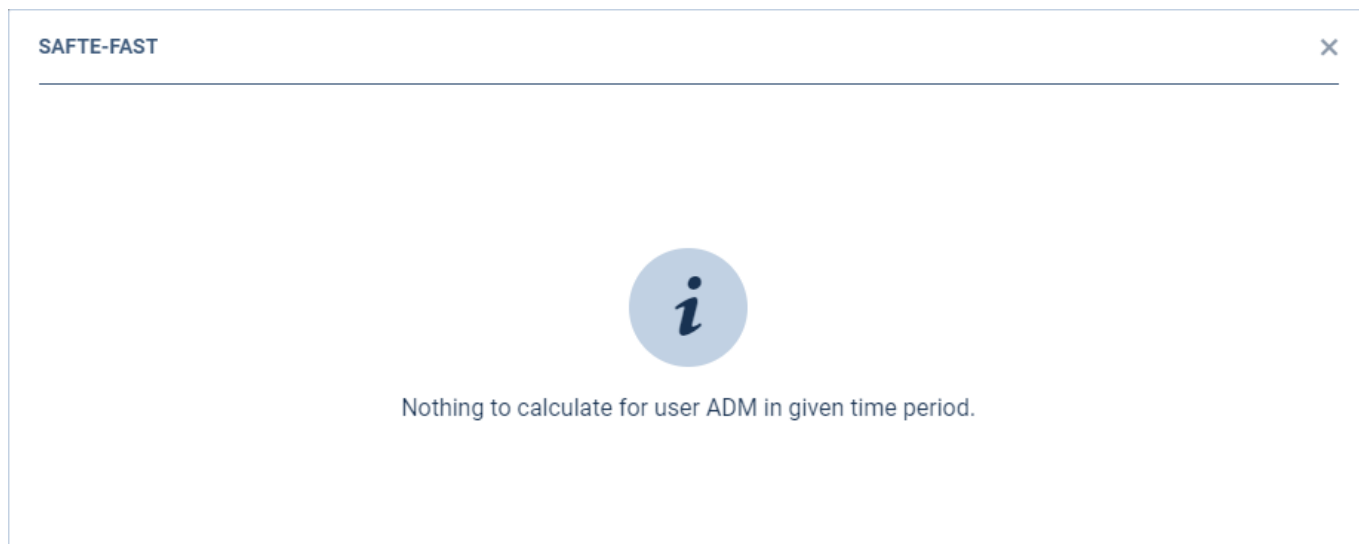 SAFTE-FAST
Nothing to calculate for user ADM in given time period.